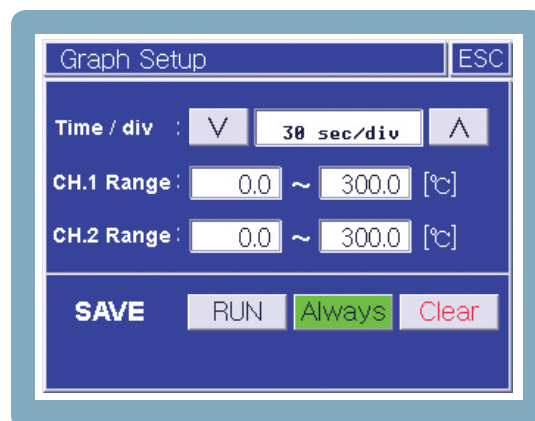 Graph Setup ESC
Time / div : V 30 sec/div Λ
CH.1 Range : 0.0 ~ 300.0 [℃]
CH.2 Range : 0.0 ~ 300.0 [℃]
SAVE RUN Always Clear